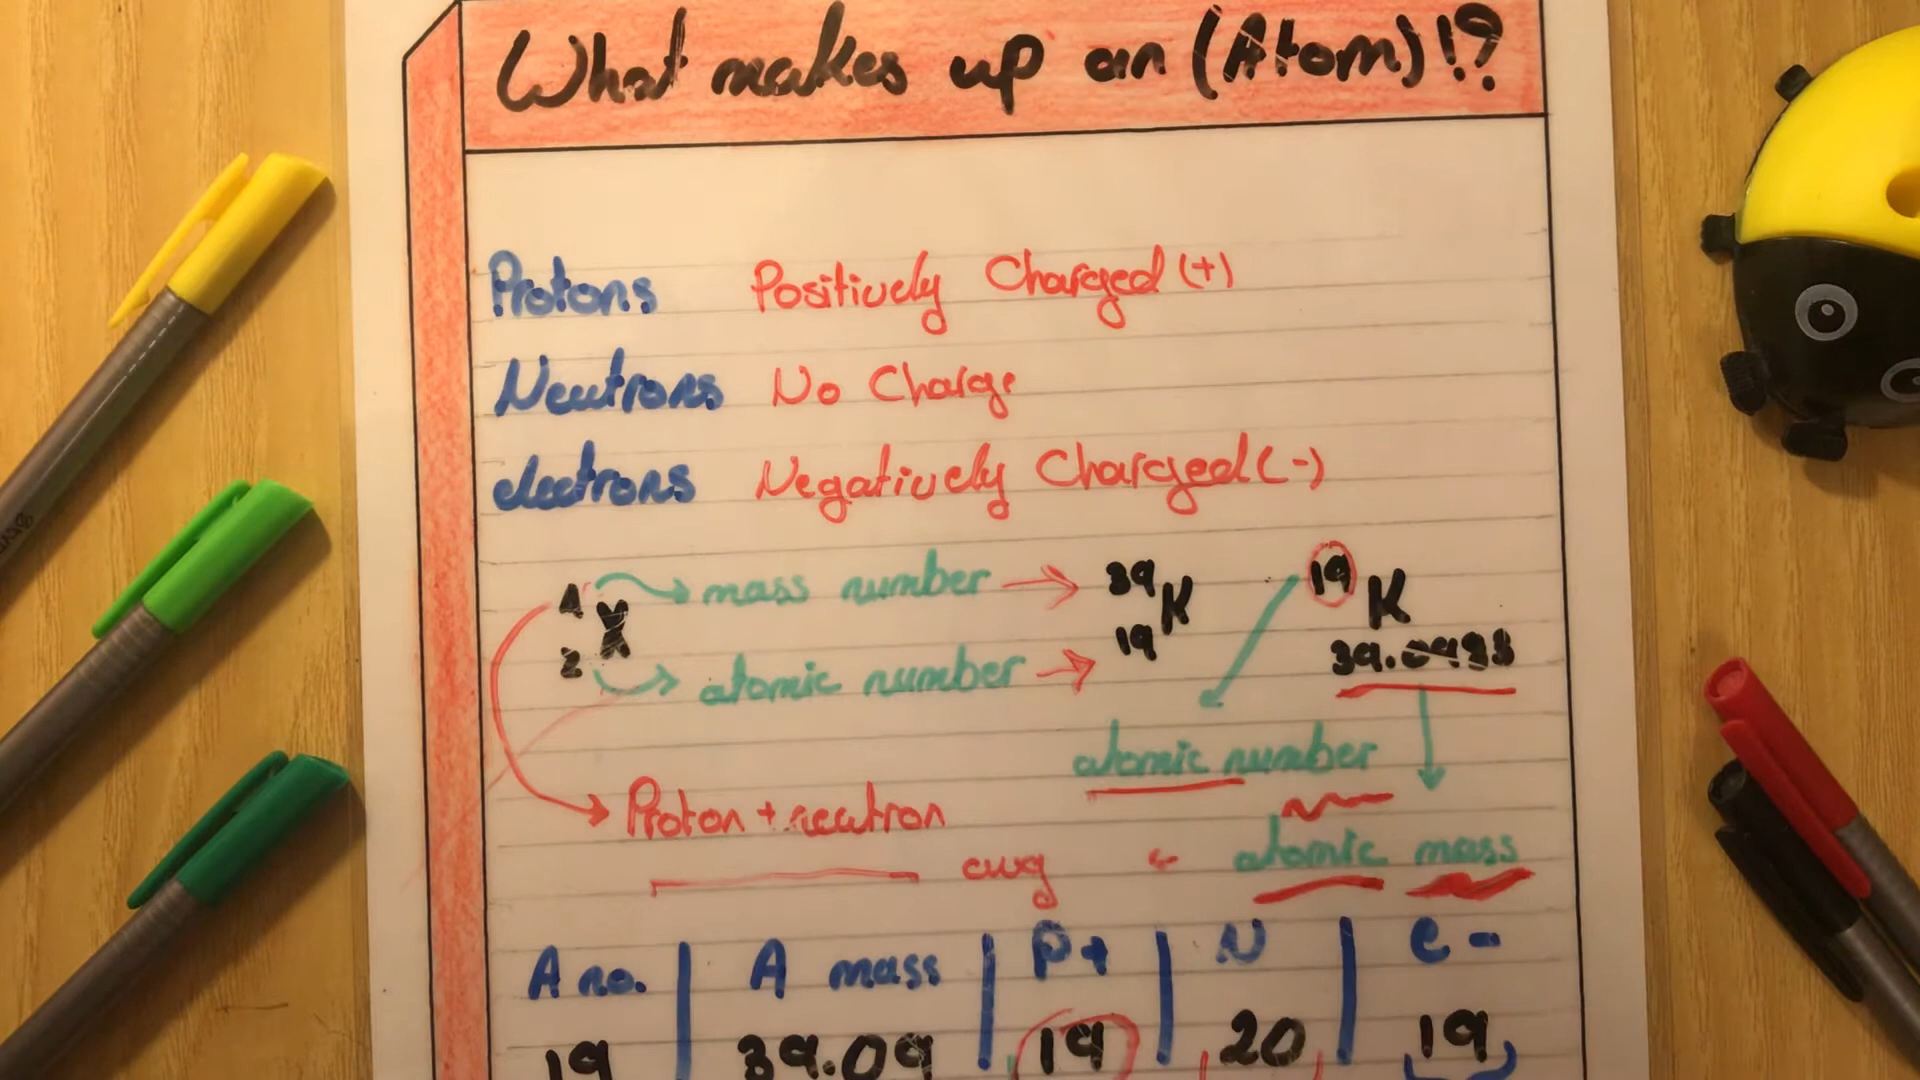 What makes up an (Atom)!?
Protons Positively Charged (+)
Neutrons No Charge
electrons Negatively Charged (-)
4 X 2
mass number
39 K 19
19 K 39.0983
atomic number
atomic number
Proton + neutron
avg
atomic mass
A no. | A mass | P+ | N | e-
19 | 39.09 | 19 | 20 | 19